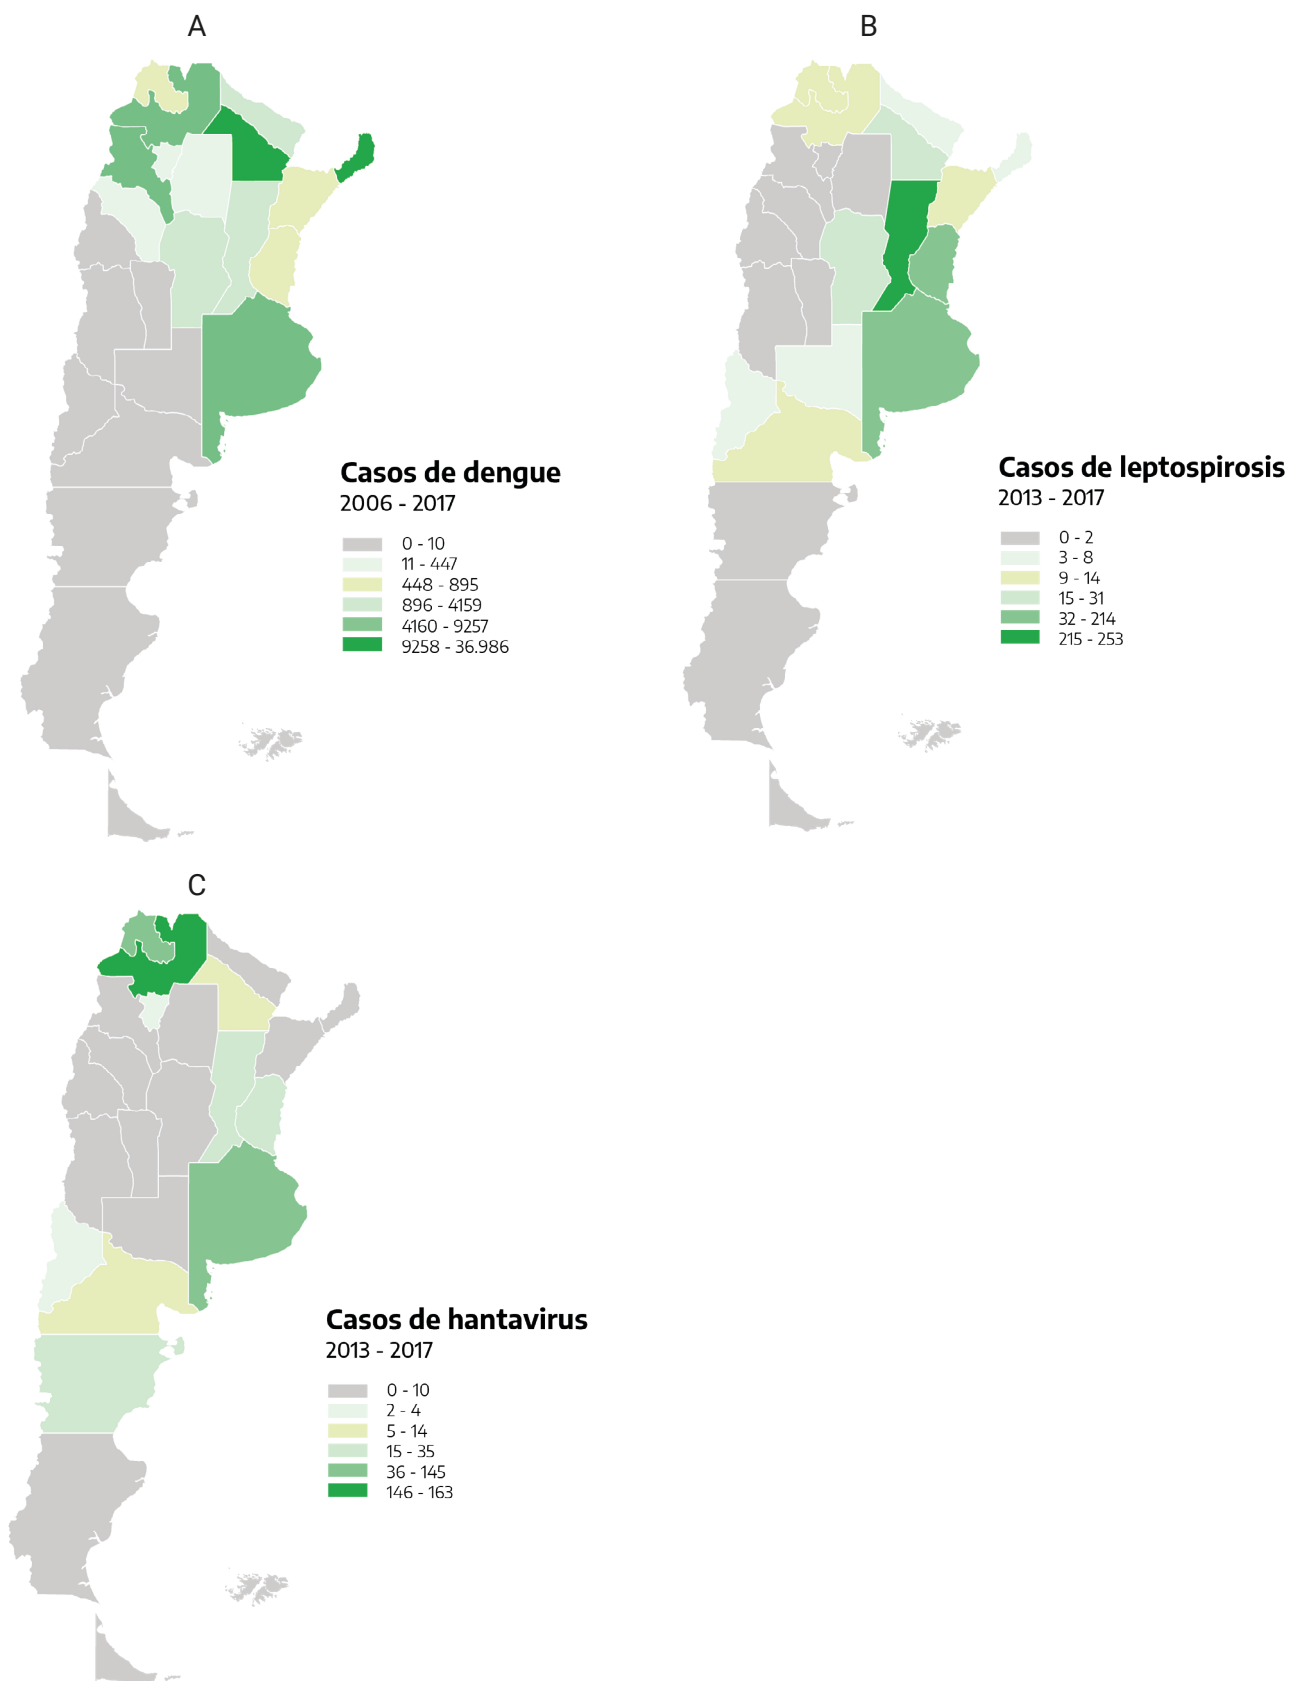 A
B
Casos de dengue
2006 - 2017
0 - 10
11 - 447
448 - 895
896 - 4159
4160 - 9257
9258 - 36.986
Casos de leptospirosis
2013 - 2017
0 - 2
3 - 8
9 - 14
15 - 31
32 - 214
215 - 253
C
Casos de hantavirus
2013 - 2017
0 - 10
2 - 4
5 - 14
15 - 35
36 - 145
146 - 163